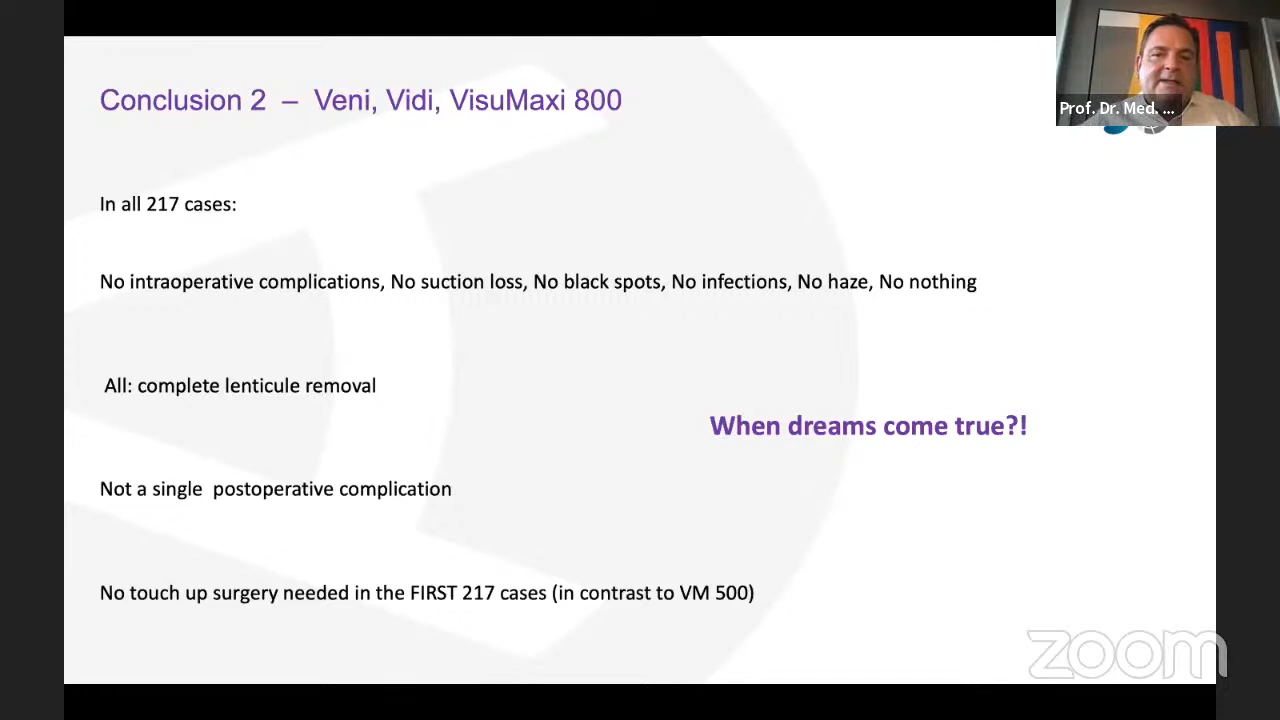 Conclusion 2 – Veni, Vidi, VisuMaxi 800
Prof. Dr. Med. ...
In all 217 cases:
No intraoperative complications, No suction loss, No black spots, No infections, No haze, No nothing
All: complete lenticule removal
When dreams come true?!
Not a single postoperative complication
No touch up surgery needed in the FIRST 217 cases (in contrast to VM 500)
zoom